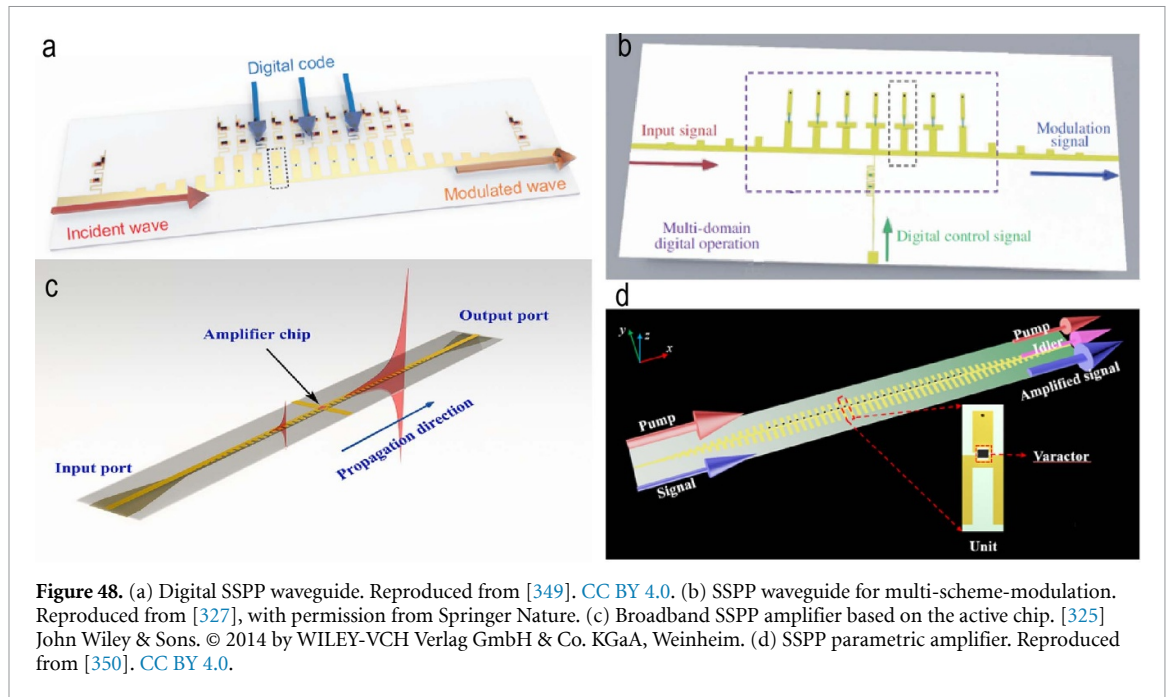 a
Digital code
Incident wave
Modulated wave
b
Input signal
Modulation
signal
Multi-domain
digital operation
Digital control signal
c
Amplifier chip
Output port
Input port
Propagation direction
d
y
z
x
Pump
Idler
Amplified signal
Pump
Signal
Varactor
Unit
Figure 48. (a) Digital SSPP waveguide. Reproduced from [349]. CC BY 4.0. (b) SSPP waveguide for multi-scheme-modulation.
Reproduced from [327], with permission from Springer Nature. (c) Broadband SSPP amplifier based on the active chip. [325]
John Wiley & Sons. © 2014 by WILEY-VCH Verlag GmbH & Co. KGaA, Weinheim. (d) SSPP parametric amplifier. Reproduced
from [350]. CC BY 4.0.